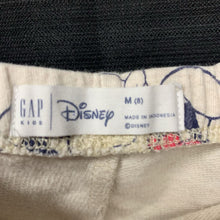 GAP
KIDS
Disney
M (8)
MADE IN INDONESIA
©DISNEY